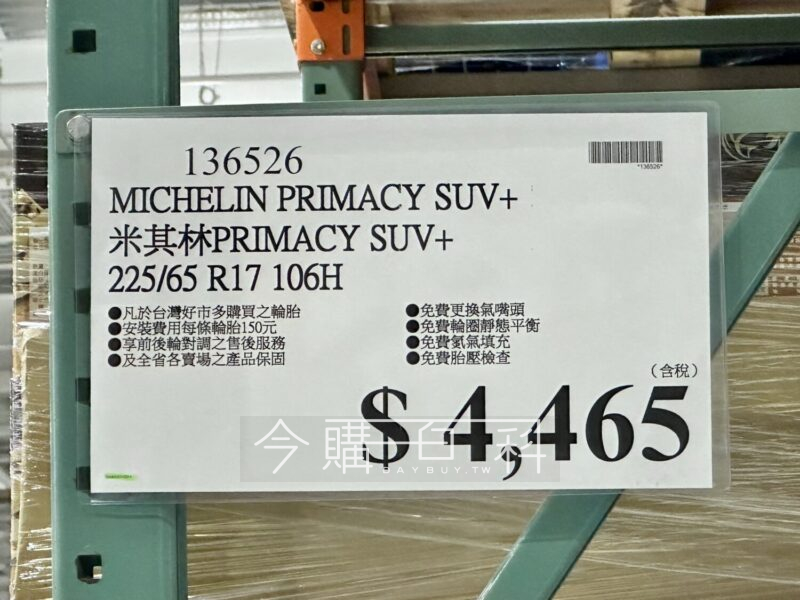 136526
*136526*
MICHELIN PRIMACY SUV+
米其林PRIMACY SUV+
225/65 R17 106H
●凡於台灣好市多購買之輪胎
●安裝費用每條輪胎150元
●享前後輪對調之售後服務
●及全省各賣場之產品保固
●免費更換氣嘴頭
●免費輪圈靜態平衡
●免費氮氣填充
●免費胎壓檢查
(含稅)
$ 4,465
今購百科
DAYBUY.TW